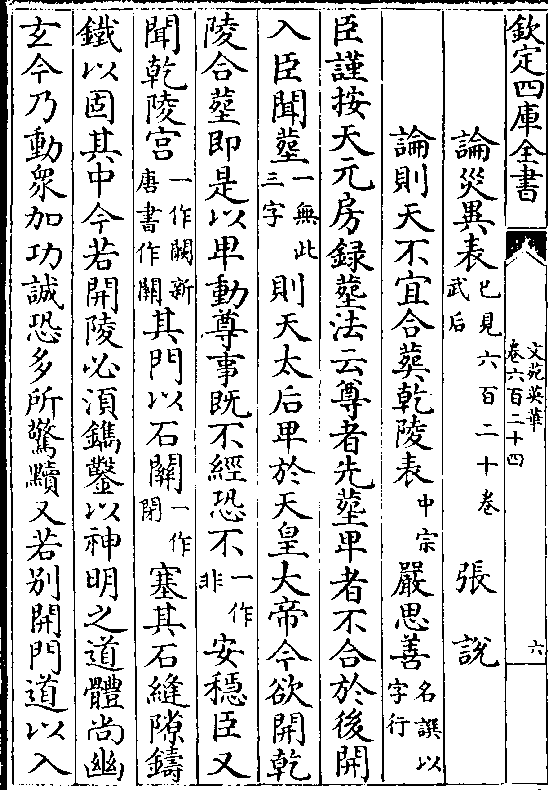 欽定四庫全書
文苑英華
卷六百二十四
六
論災異表已見六百二十卷武后 張說
論則天不宜合葬乾陵表中宗 嚴思善名譔以字行
臣謹按天元房録塟法云尊者先塟卑者不合於後開
入臣聞塟一無此三字則天太后卑於天皇大帝今欲開乾
陵合塟即是以卑動尊事既不經恐不一作非安穏臣又
聞乾陵宫一作闕新唐書作關其門以石關一作閉塞其石縫隙鑄
鐵以固其中今若開陵必須鐫鑿以神明之道體尚幽
玄今乃動衆加功誠恐多所驚黷又若别開門道以入